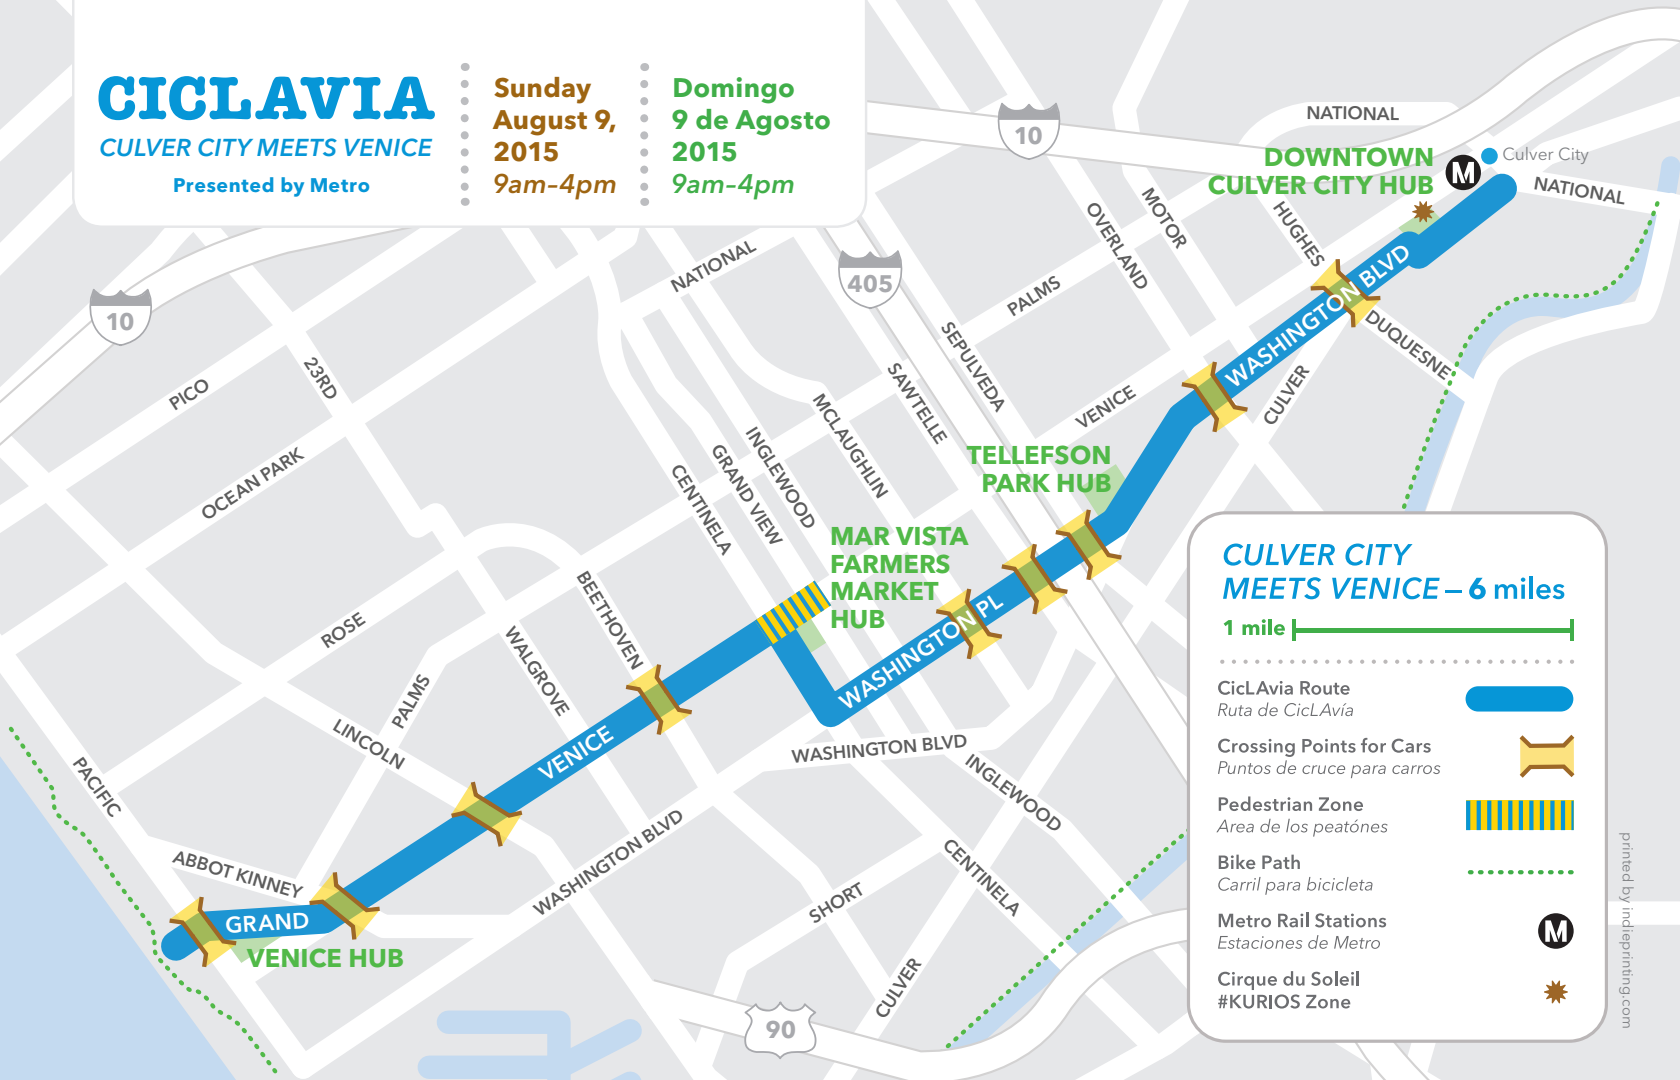 CICLAVIA
CULVER CITY MEETS VENICE
Presented by Metro
Sunday
August 9,
2015
9am–4pm
Domingo
9 de Agosto
2015
9am–4pm
10
NATIONAL
DOWNTOWN
CULVER CITY HUB
M
Culver City
NATIONAL
MOTOR
OVERLAND
HUGHES
NATIONAL
405
PALMS
WASHINGTON BLVD
DUQUESNE
10
23RD
PICO
SEPULVEDA
SAWTELLE
VENICE
CULVER
MCLAUGHLIN
INGLEWOOD
GRAND VIEW
CENTINELA
OCEAN PARK
TELLEFSON
PARK HUB
MAR VISTA
FARMERS
MARKET
HUB
BEETHOVEN
WALGROVE
ROSE
PALMS
LINCOLN
WASHINGTON PL
VENICE
WASHINGTON BLVD
INGLEWOOD
PACIFIC
WASHINGTON BLVD
CENTINELA
ABBOT KINNEY
SHORT
GRAND
VENICE HUB
CULVER
90
CULVER CITY
MEETS VENICE – 6 miles
1 mile
CicLAvia Route
Ruta de CicLAvía
Crossing Points for Cars
Puntos de cruce para carros
Pedestrian Zone
Area de los peatónes
Bike Path
Carril para bicicleta
Metro Rail Stations
Estaciones de Metro
M
Cirque du Soleil
#KURIOS Zone
printed by indieprinting.com